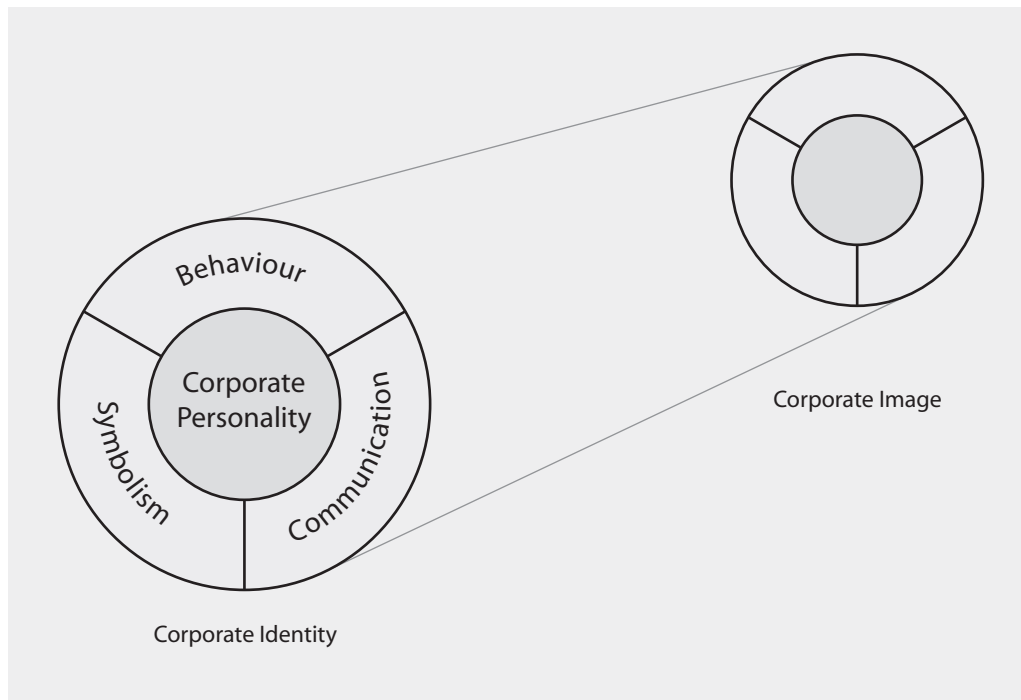 Behaviour
Corporate
Personality
Symbolism
Communication
Corporate Image
Corporate Identity